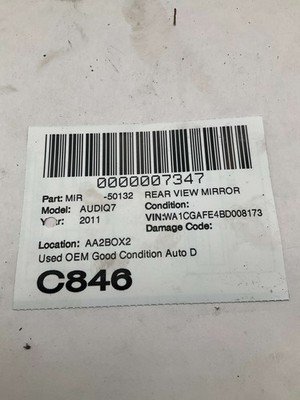 0000007347
Part: MIR -50132 REAR VIEW MIRROR
Model: AUDIQ7 Condition:
Year: 2011 VIN:WA1CGAFE4BD008173
Damage Code:
Location: AA2BOX2
Used OEM Good Condition Auto D
C846